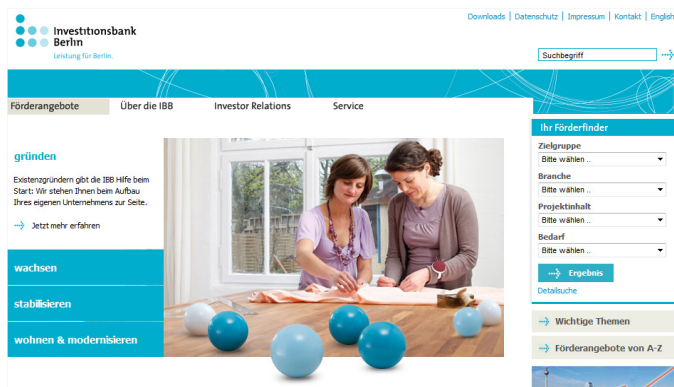 Downloads | Datenschutz | Impressum | Kontakt | English
Investitionsbank
Berlin
Leistung für Berlin.
Suchbegriff
Förderangebote Über die IBB Investor Relations Service
gründen
Existenzgründern gibt die IBB Hilfe beim
Start: Wir stehen Ihnen beim Aufbau
Ihres eigenen Unternehmens zur Seite.
Jetzt mehr erfahren
wachsen
stabilisieren
wohnen & modernisieren
Ihr Förderfinder
Zielgruppe
Bitte wählen ..
Branche
Bitte wählen ..
Projektinhalt
Bitte wählen ..
Bedarf
Bitte wählen ..
Ergebnis
Detailsuche
Wichtige Themen
Förderangebote von A-Z